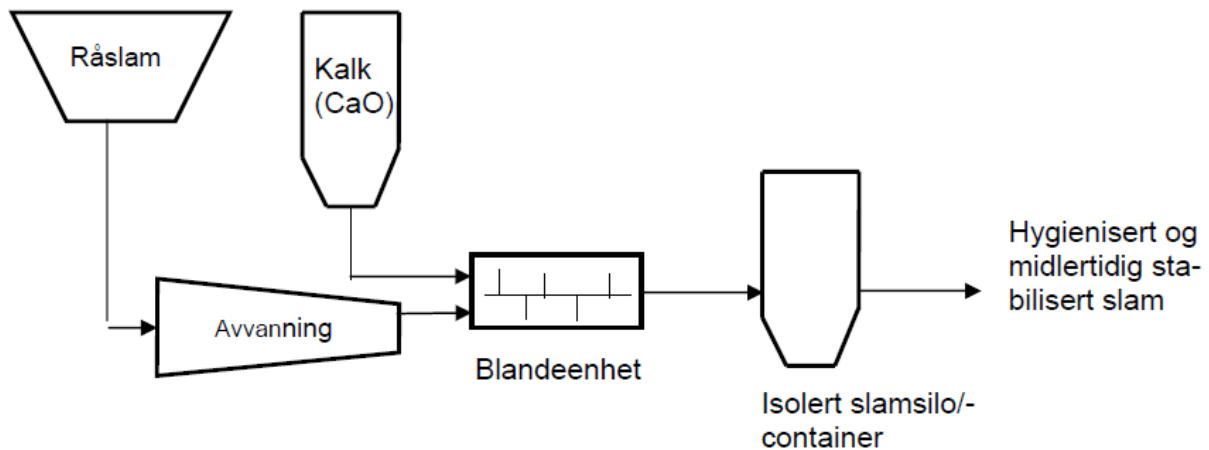 Råslam
Kalk
(CaO)
Avvanning
Blandeenhet
Isolert slamsilo/-
container
Hygienisert og
midlertidig sta-
bilisert slam